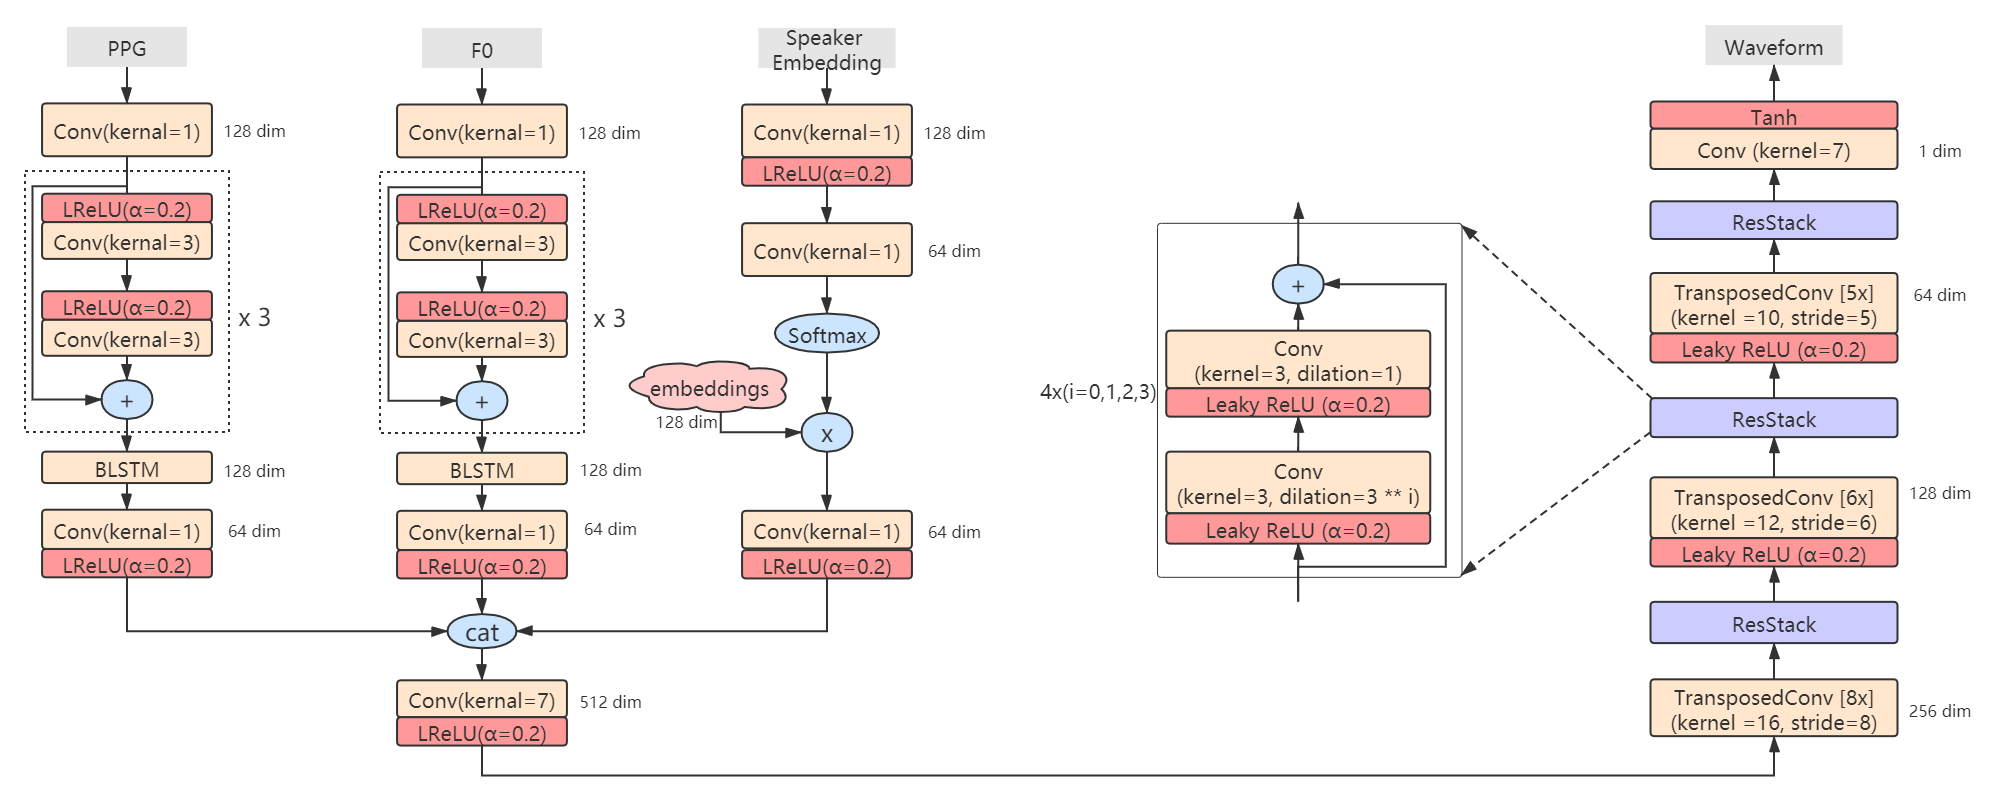 PPG
Conv(kernal=1)
128 dim
LReLU(α=0.2)
Conv(kernal=3)
LReLU(α=0.2)
Conv(kernal=3)
x 3
+
BLSTM
128 dim
Conv(kernal=1)
64 dim
LReLU(α=0.2)
F0
Conv(kernal=1)
128 dim
LReLU(α=0.2)
Conv(kernal=3)
LReLU(α=0.2)
Conv(kernal=3)
x 3
+
BLSTM
128 dim
Conv(kernal=1)
64 dim
LReLU(α=0.2)
Speaker
Embedding
Conv(kernal=1)
128 dim
LReLU(α=0.2)
Conv(kernal=1)
64 dim
Softmax
embeddings
128 dim
x
Conv(kernal=1)
64 dim
LReLU(α=0.2)
cat
Conv(kernal=7)
512 dim
LReLU(α=0.2)
4x(i=0,1,2,3)
+
Conv
(kernel=3, dilation=1)
Leaky ReLU (α=0.2)
Conv
(kernel=3, dilation=3 ** i)
Leaky ReLU (α=0.2)
Waveform
Tanh
Conv (kernel=7)
1 dim
ResStack
TransposedConv [5x]
(kernel =10, stride=5)
64 dim
Leaky ReLU (α=0.2)
ResStack
TransposedConv [6x]
(kernel =12, stride=6)
128 dim
Leaky ReLU (α=0.2)
ResStack
TransposedConv [8x]
(kernel =16, stride=8)
256 dim